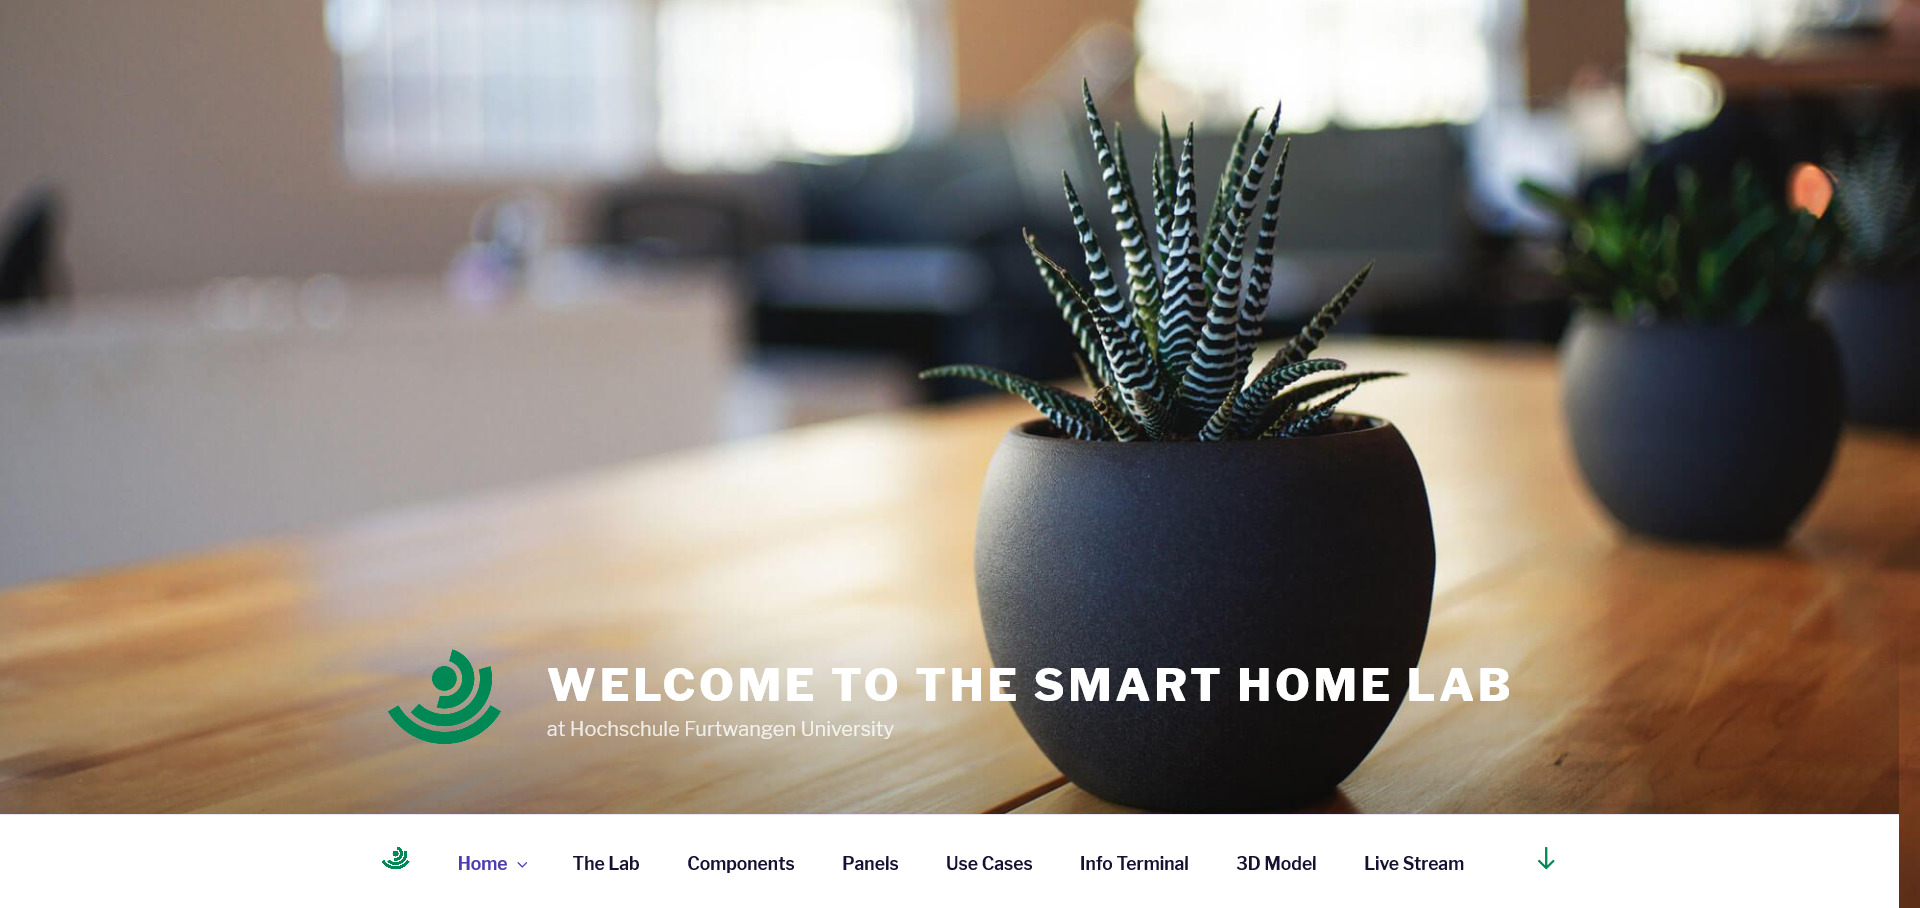 WELCOME TO THE SMART HOME LAB
at Hochschule Furtwangen University
Home
The Lab
Components
Panels
Use Cases
Info Terminal
3D Model
Live Stream